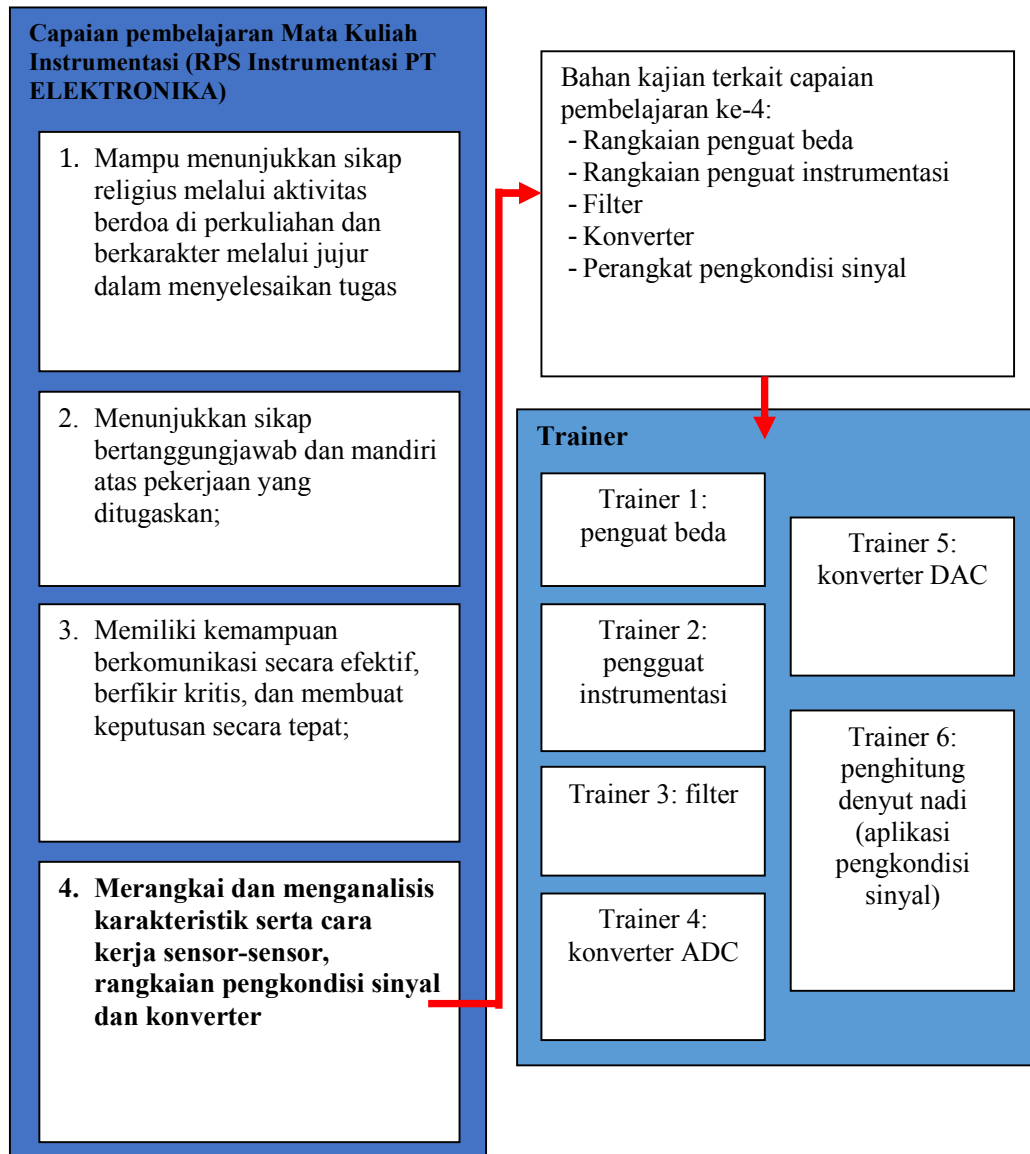 Capaian pembelajaran Mata Kuliah
Instrumentasi (RPS Instrumentasi PT
ELEKTRONIKA)
1. Mampu menunjukkan sikap
religius melalui aktivitas
berdoa di perkuliahan dan
berkarakter melalui jujur
dalam menyelesaikan tugas
2. Menunjukkan sikap
bertanggungjawab dan mandiri
atas pekerjaan yang
ditugaskan;
3. Memiliki kemampuan
berkomunikasi secara efektif,
berfikir kritis, dan membuat
keputusan secara tepat;
4. Merangkai dan menganalisis
karakteristik serta cara
kerja sensor-sensor,
rangkaian pengkondisi sinyal
dan konverter
Bahan kajian terkait capaian
pembelajaran ke-4:
- Rangkaian penguat beda
- Rangkaian penguat instrumentasi
- Filter
- Konverter
- Perangkat pengkondisi sinyal
Trainer
Trainer 1:
penguat beda
Trainer 2:
pengguat
instrumentasi
Trainer 3: filter
Trainer 4:
konverter ADC
Trainer 5:
konverter DAC
Trainer 6:
penghitung
denyut nadi
(aplikasi
pengkondisi
sinyal)